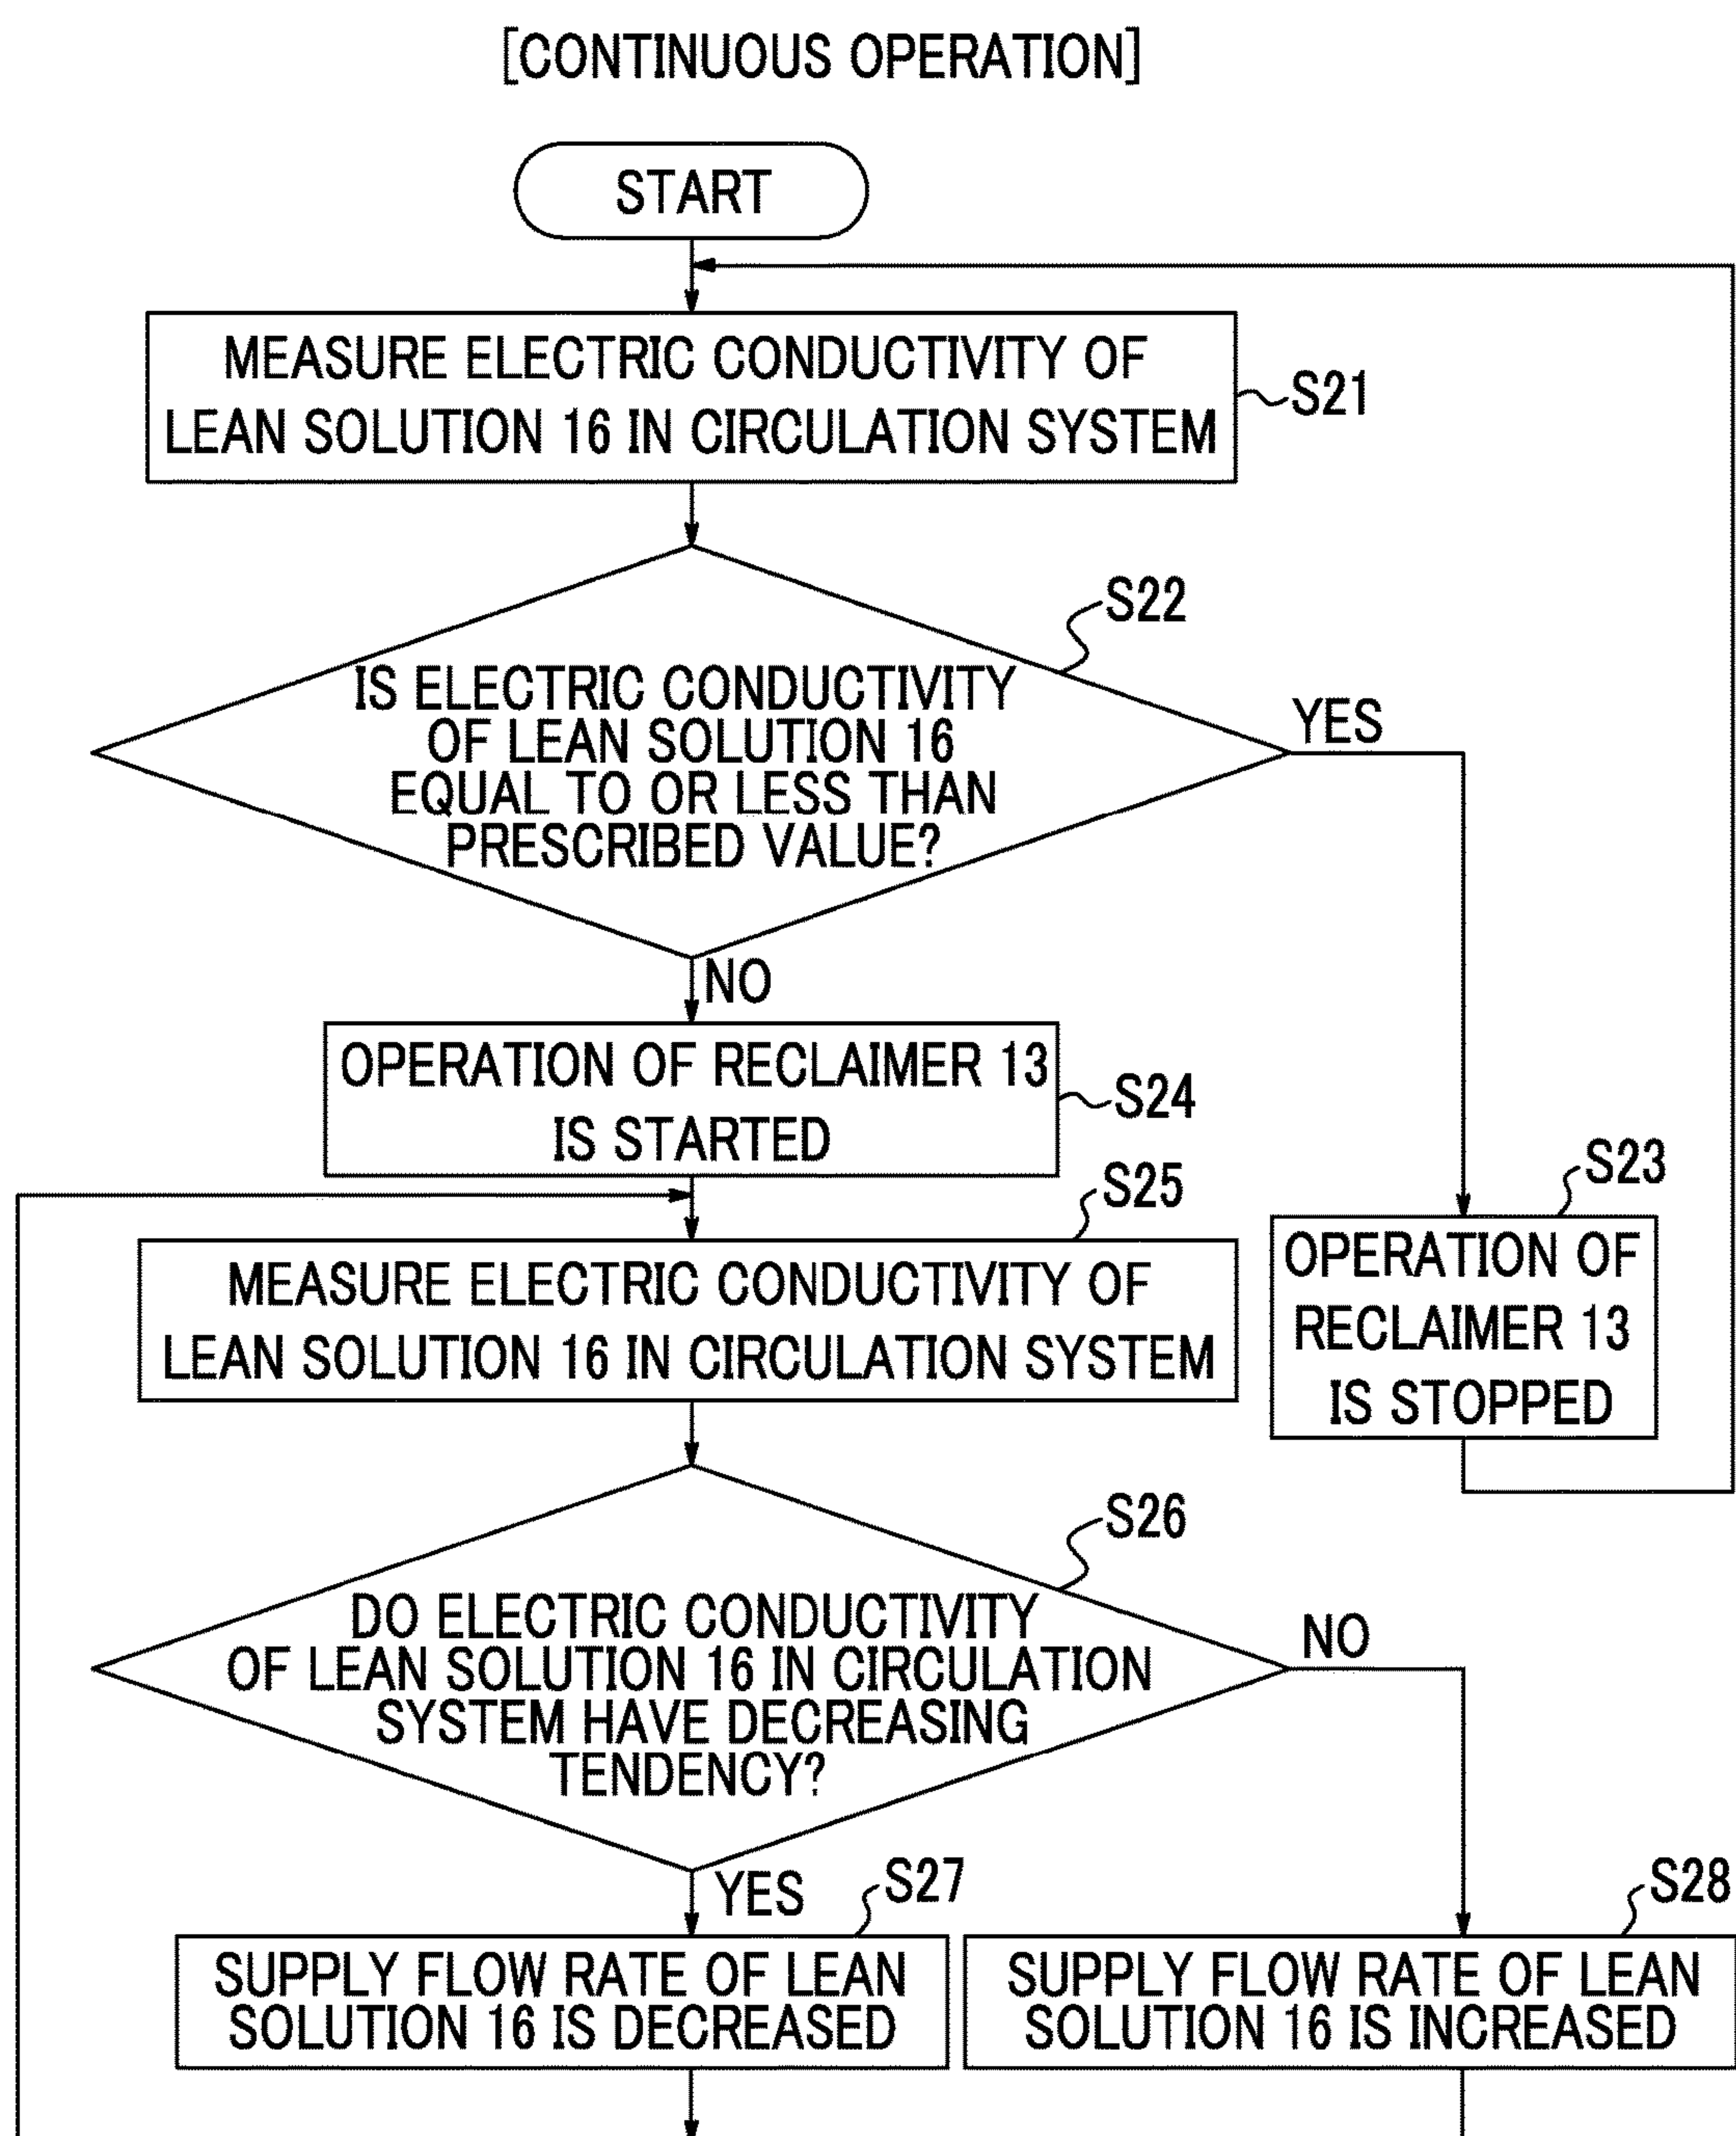 [CONTINUOUS OPERATION]
START
MEASURE ELECTRIC CONDUCTIVITY OF
LEAN SOLUTION 16 IN CIRCULATION SYSTEM
S21
S22
IS ELECTRIC CONDUCTIVITY
OF LEAN SOLUTION 16
EQUAL TO OR LESS THAN
PRESCRIBED VALUE?
YES
NO
OPERATION OF RECLAIMER 13
IS STARTED
S24
S23
OPERATION OF
RECLAIMER 13
IS STOPPED
S25
MEASURE ELECTRIC CONDUCTIVITY OF
LEAN SOLUTION 16 IN CIRCULATION SYSTEM
S26
DO ELECTRIC CONDUCTIVITY
OF LEAN SOLUTION 16 IN CIRCULATION
SYSTEM HAVE DECREASING
TENDENCY?
NO
YES
S27
SUPPLY FLOW RATE OF LEAN
SOLUTION 16 IS DECREASED
S28
SUPPLY FLOW RATE OF LEAN
SOLUTION 16 IS INCREASED